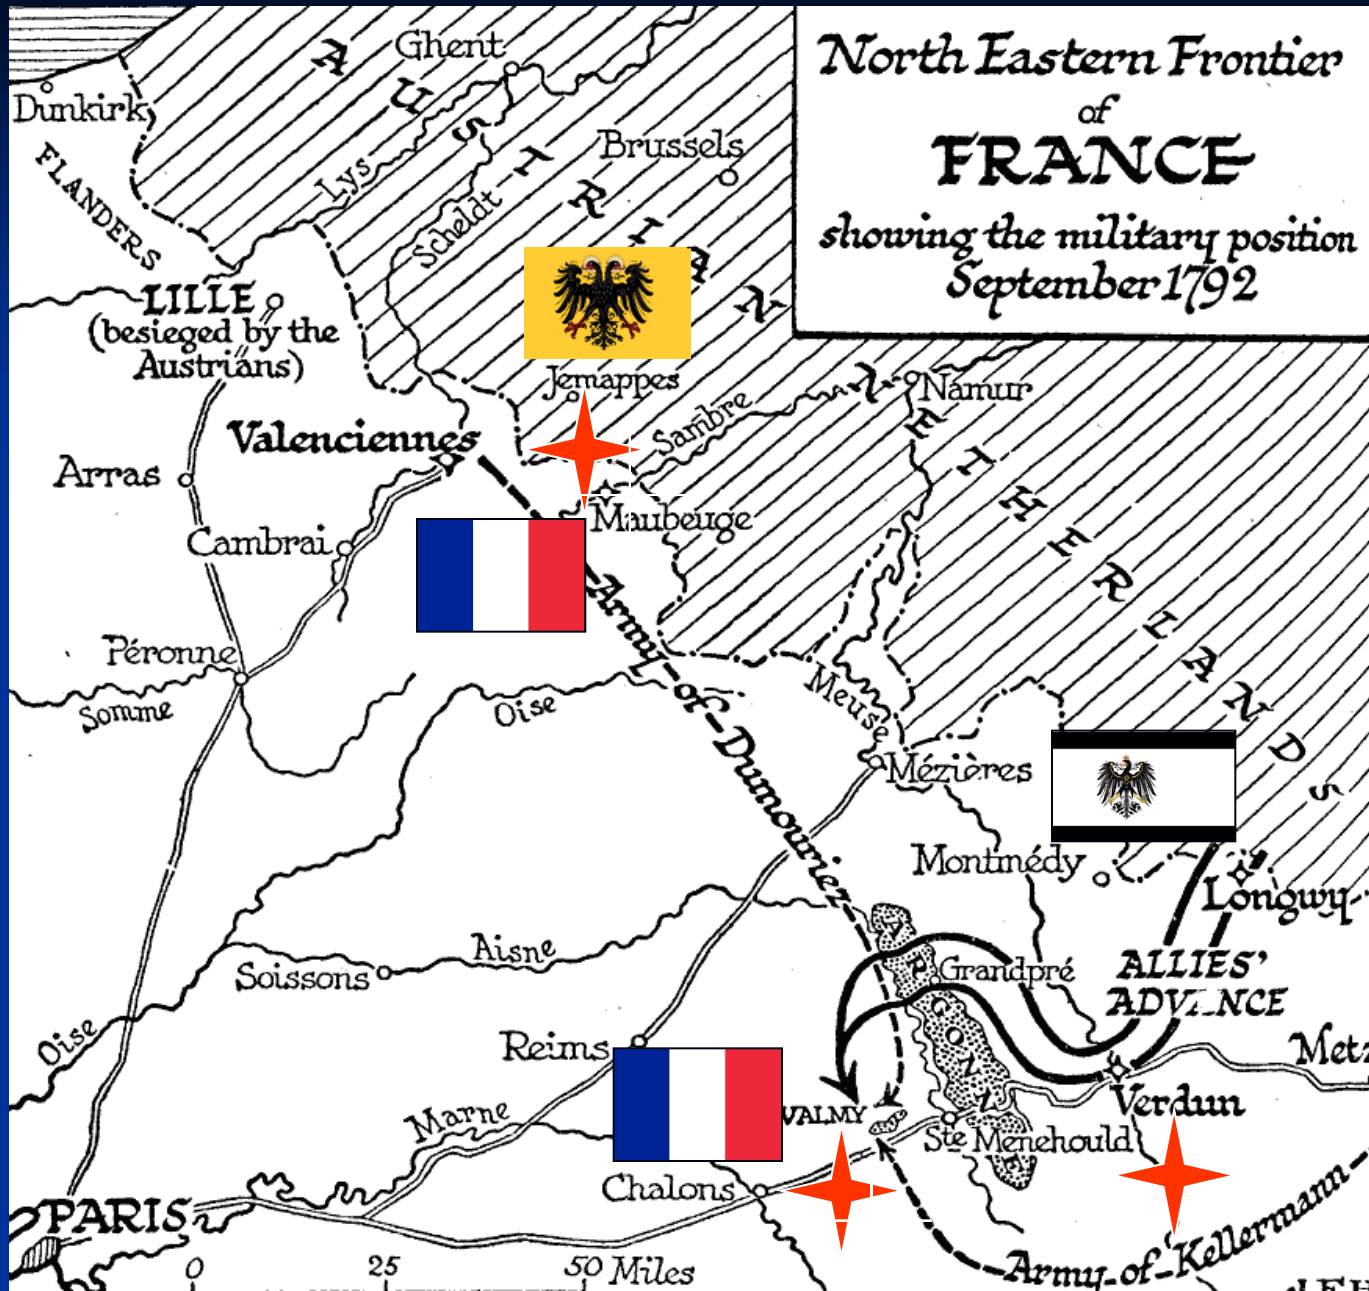 North Eastern Frontier
of
FRANCE
showing the military position
September 1792
AUSTRIAN NETHERLANDS
Ghent
Dunkirk
Brussels
FLANDERS
Lys
Scheldt
LILLE
(besieged by the
Austrians)
Jemappes
Namur
Sambre
Valenciennes
Arras
Maubeuge
Cambrai
Army-of-Dumouriez
Péronne
Somme
Oise
Meuse
Mézières
Montmédy
Longwy
Aisne
Soissons
ARGONNE
Grandpré
ALLIES'
ADVANCE
Oise
Reims
Metz
Marne
VALMY
Verdun
Ste Menehould
Chalons
PARIS
Army-of-Kellermann
0 25 50 Miles